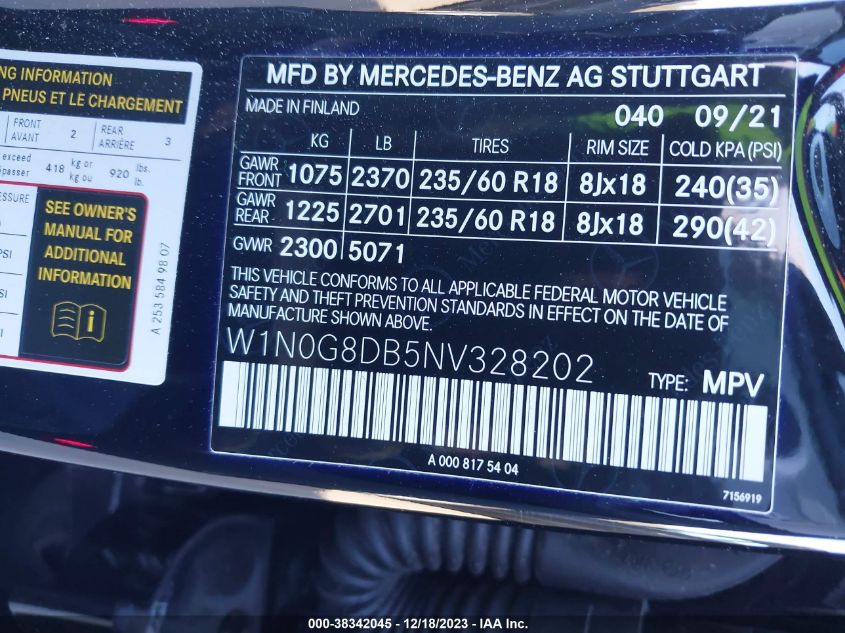 NG INFORMATION
PNEUS ET LE CHARGEMENT
FRONT AVANT 2 REAR ARRIÈRE 3
exceed
418 kg or kg ou 920 lbs. lb.
SEE OWNER'S
MANUAL FOR
ADDITIONAL
INFORMATION
A 253 584 98 07
MFD BY MERCEDES-BENZ AG STUTTGART
MADE IN FINLAND 040 09/21
KG LB TIRES RIM SIZE COLD KPA (PSI)
GAWR FRONT 1075 2370 235/60 R18 8Jx18 240(35)
GAWR REAR 1225 2701 235/60 R18 8Jx18 290(42)
GVWR 2300 5071
THIS VEHICLE CONFORMS TO ALL APPLICABLE FEDERAL MOTOR VEHICLE
SAFETY AND THEFT PREVENTION STANDARDS IN EFFECT ON THE DATE OF
MANUFACTURE SHOWN ABOVE.
W1N0G8DB5NV328202 TYPE: MPV
A 000 817 54 04
7156919
000-38342045 - 12/18/2023 - IAA Inc.